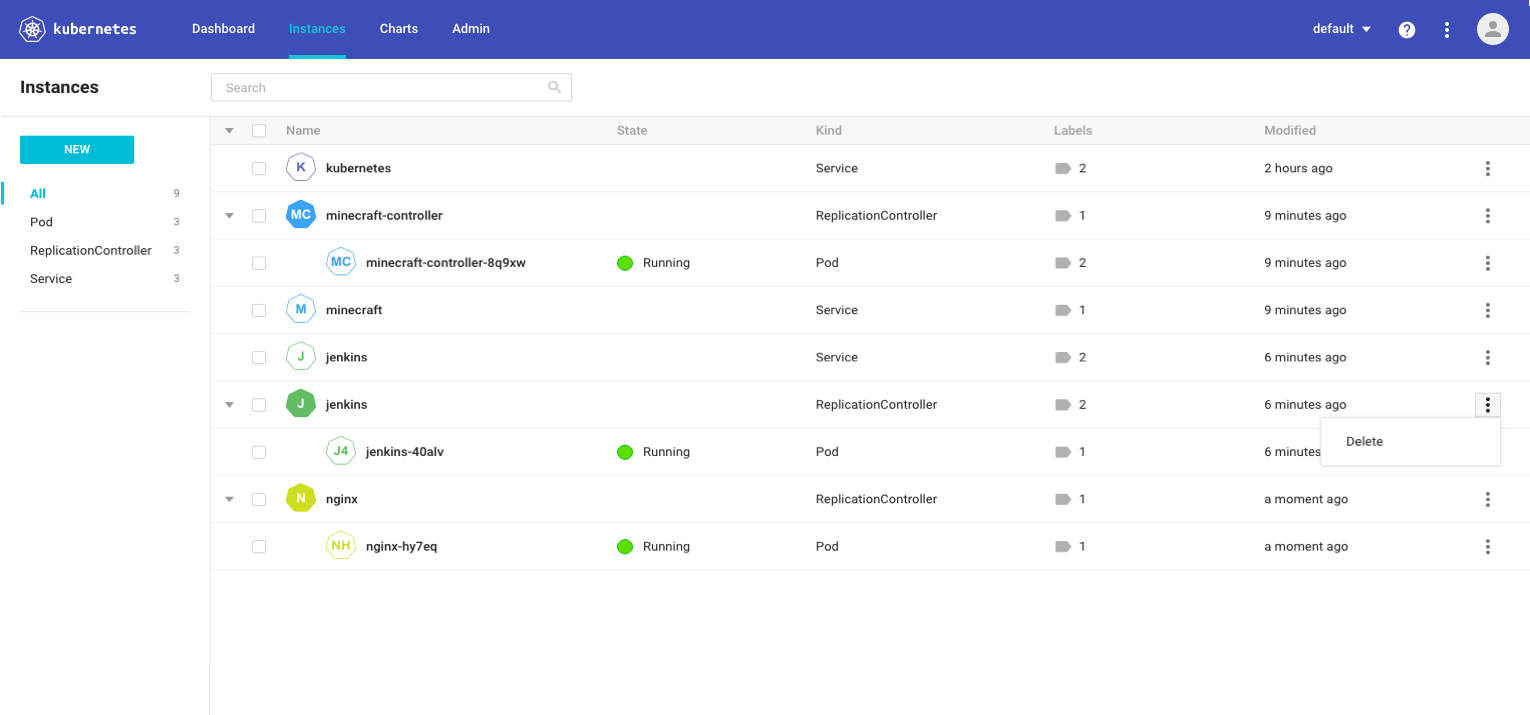 kubernetes Dashboard Instances Charts Admin default ?
Instances Search
NEW
All 9
Pod 3
ReplicationController 3
Service 3
Name State Kind Labels Modified
K kubernetes Service 2 2 hours ago
MC minecraft-controller ReplicationController 1 9 minutes ago
MC minecraft-controller-8q9xw Running Pod 2 9 minutes ago
M minecraft Service 1 9 minutes ago
J jenkins Service 2 6 minutes ago
J jenkins ReplicationController 2 6 minutes ago
Delete
J4 jenkins-40alv Running Pod 1 6 minutes
N nginx ReplicationController 1 a moment ago
NH nginx-hy7eq Running Pod 1 a moment ago